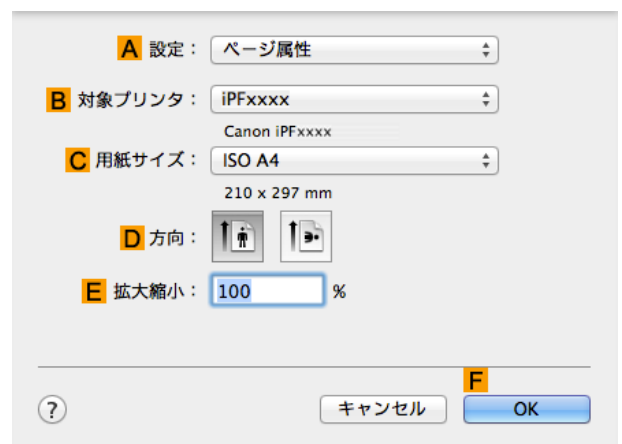 A 設定： ページ属性
B 対象プリンタ： iPFxxxx
Canon iPFxxxx
C 用紙サイズ： ISO A4
210 x 297 mm
D 方向：
E 拡大縮小： 100 %
F
? キャンセル OK